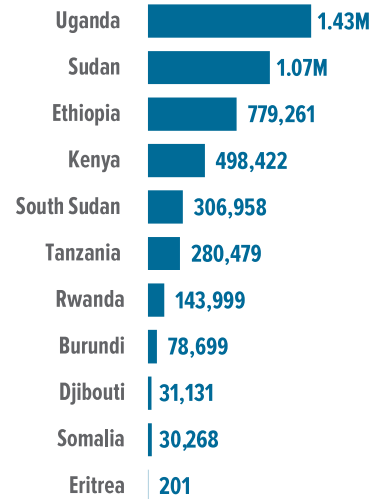 Uganda 1.43M
Sudan 1.07M
Ethiopia 779,261
Kenya 498,422
South Sudan 306,958
Tanzania 280,479
Rwanda 143,999
Burundi 78,699
Djibouti 31,131
Somalia 30,268
Eritrea 201